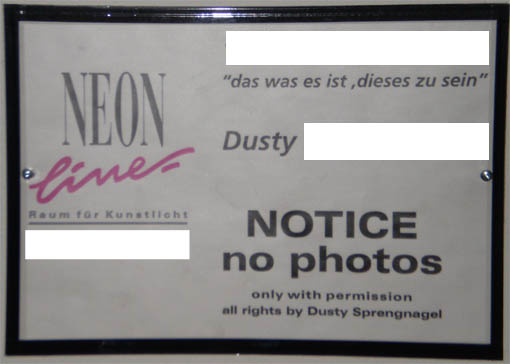 NEON
line
Raum für Kunstlicht
"das was es ist ,dieses zu sein"
Dusty
NOTICE
no photos
only with permission
all rights by Dusty Sprengnagel